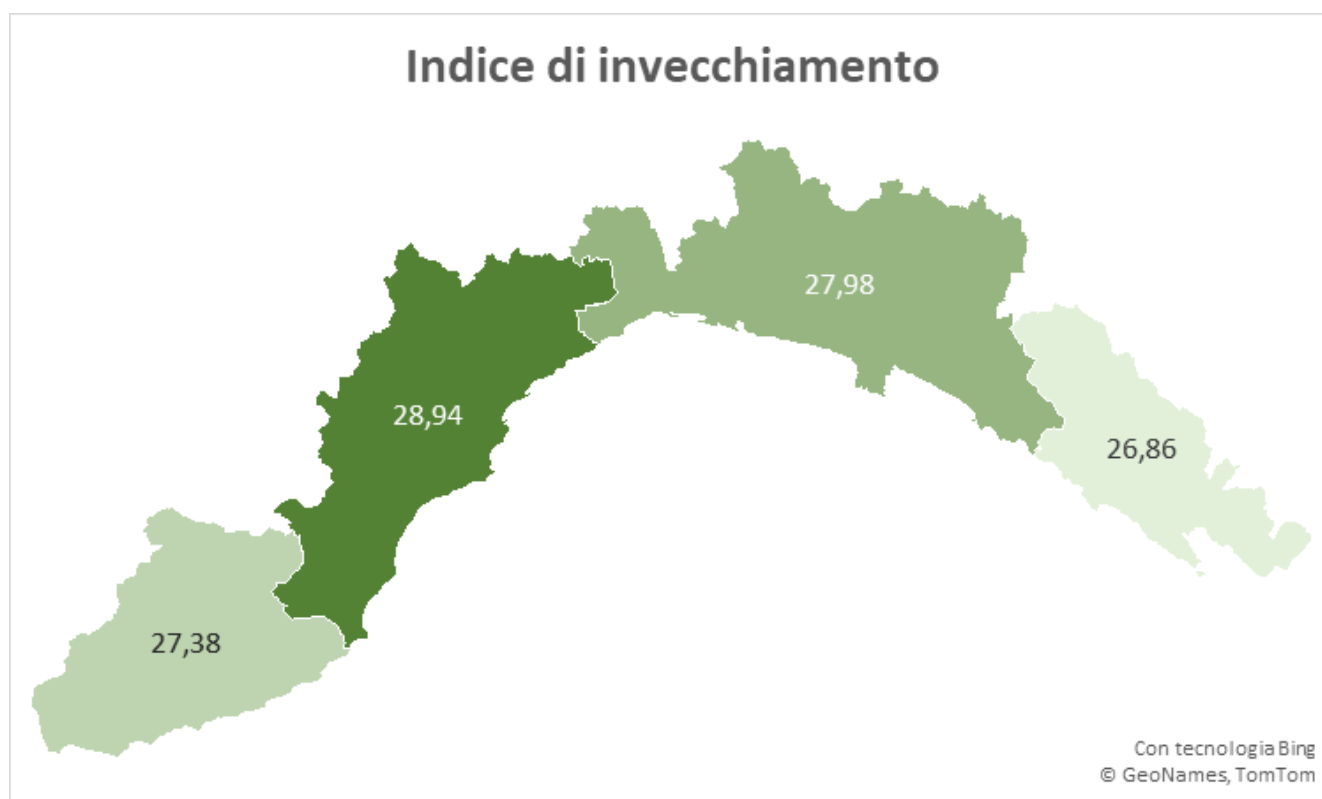 Indice di invecchiamento
27,98
28,94
26,86
27,38
Con tecnologia Bing
© GeoNames, TomTom